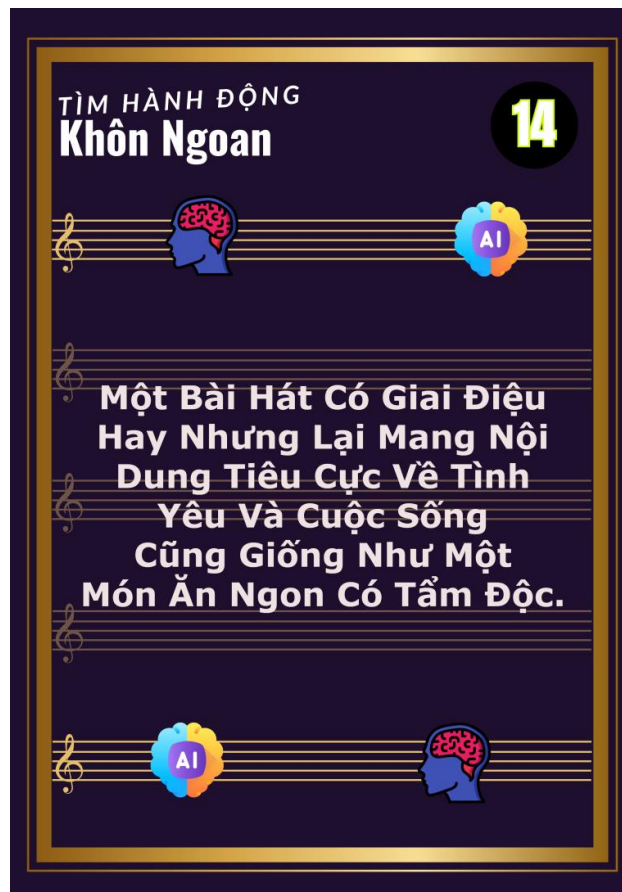 TÌM HÀNH ĐỘNG
Khôn Ngoan
14
AI
Một Bài Hát Có Giai Điệu
Hay Nhưng Lại Mang Nội
Dung Tiêu Cực Về Tình
Yêu Và Cuộc Sống
Cũng Giống Như Một
Món Ăn Ngon Có Tẩm Độc.
AI